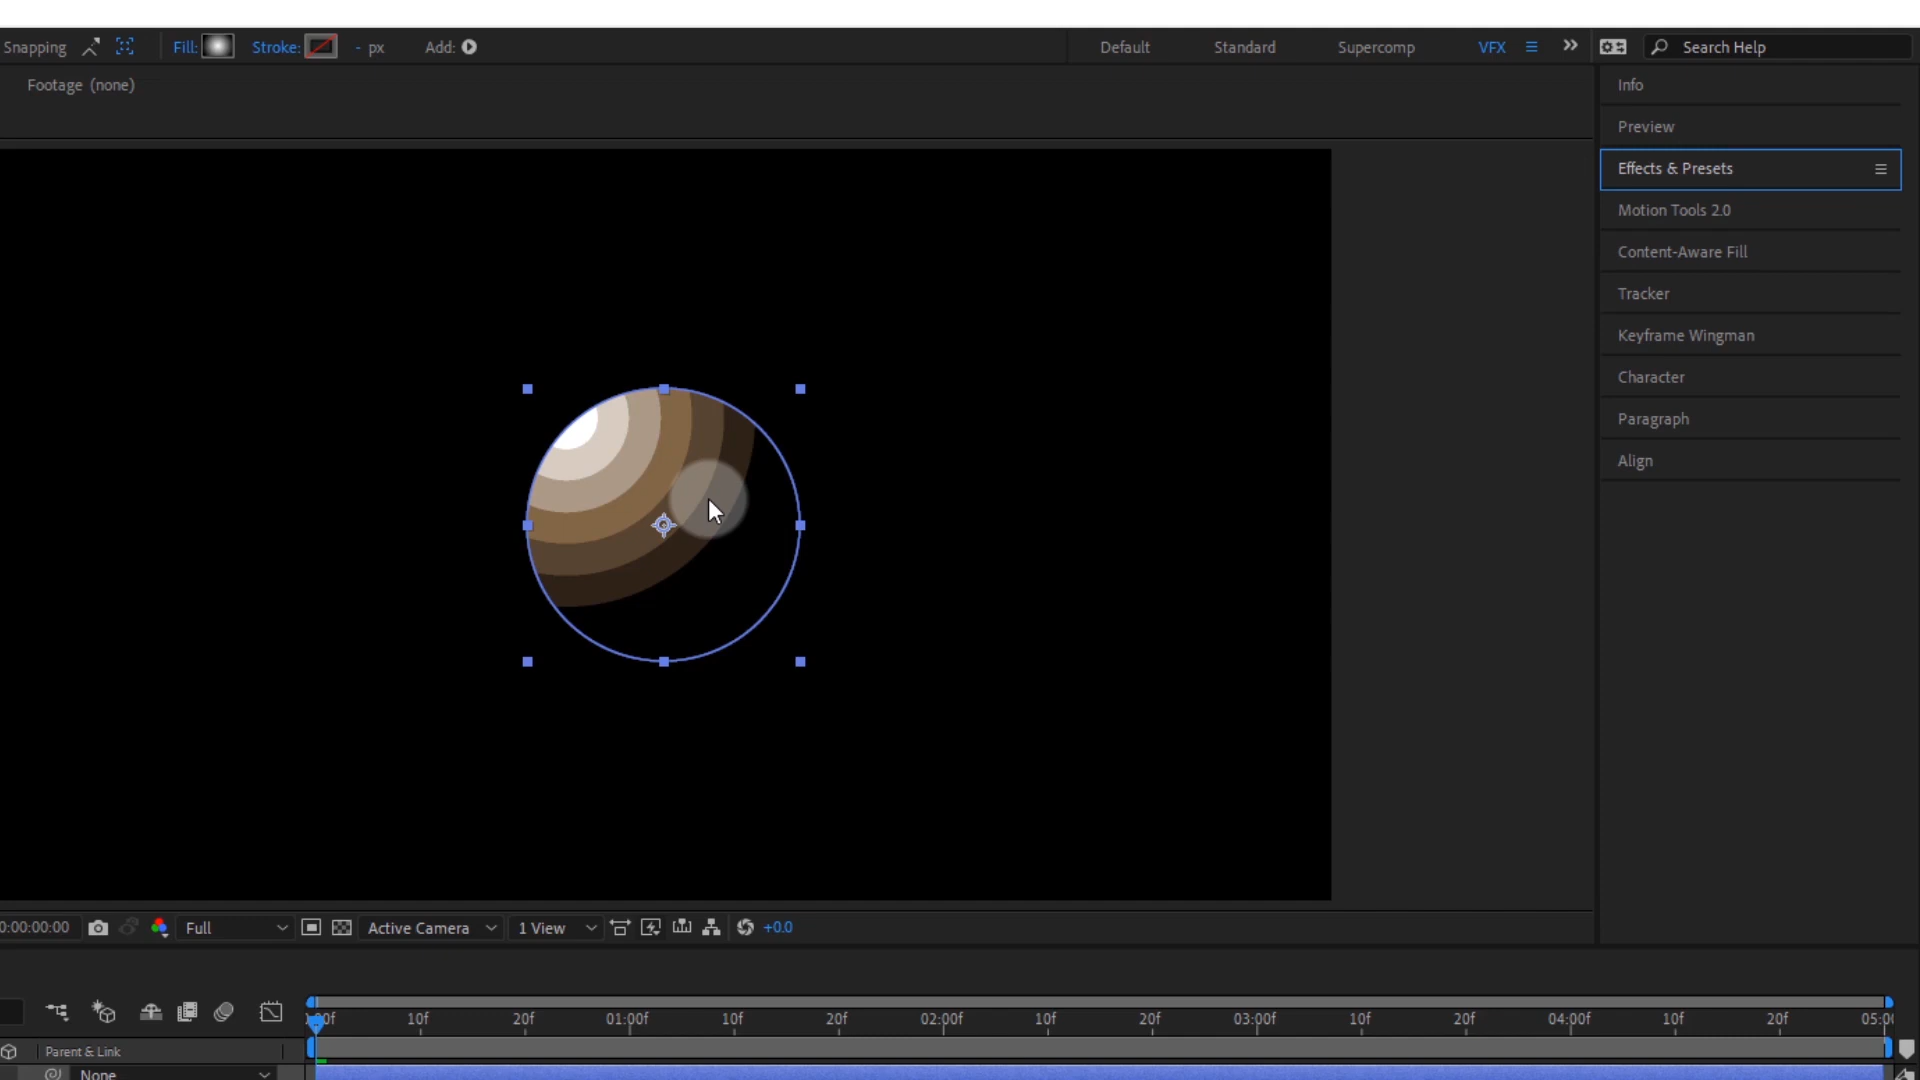 Snapping Fill: Stroke: - px Add: Default Standard Supercomp VFX Search Help
Footage (none)
Info
Preview
Effects & Presets
Motion Tools 2.0
Content-Aware Fill
Tracker
Keyframe Wingman
Character
Paragraph
Align
0:00:00:00 Full Active Camera 1 View +0.0
:00f 10f 20f 01:00f 10f 20f 02:00f 10f 20f 03:00f 10f 20f 04:00f 10f 20f 05:00
Parent & Link
None